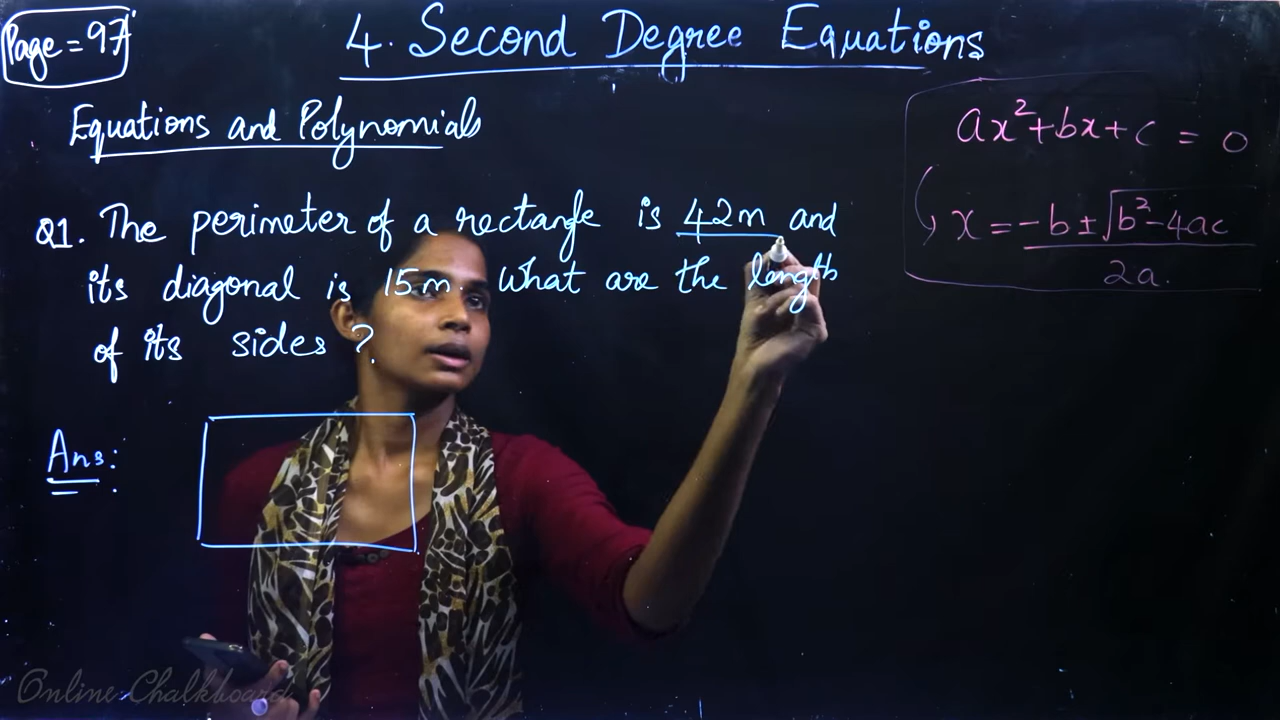 Page = 97
4. Second Degree Equations
Equations and Polynomials
ax²+bx+c = 0
x = -b ± √b²-4ac
2a.
Q1. The perimeter of a rectangle is 42m and
its diagonal is 15m. What are the length
of its sides ?
Ans:
Online Chalkboard